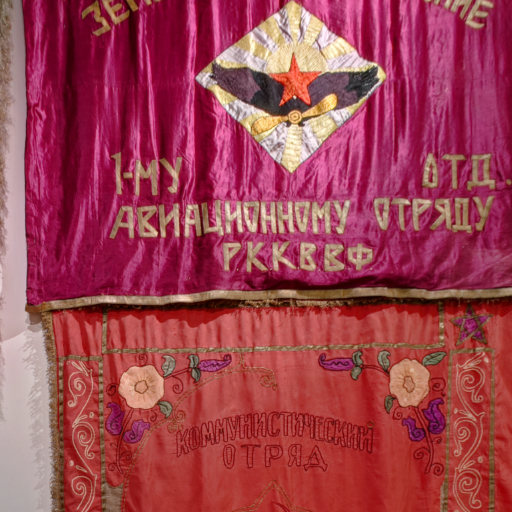 1-МУ ОТД.
АВИАЦИОННОМУ ОТРЯДУ
РККВВФ
КОММУНИСТИЧЕСКИЙ
ОТРЯД